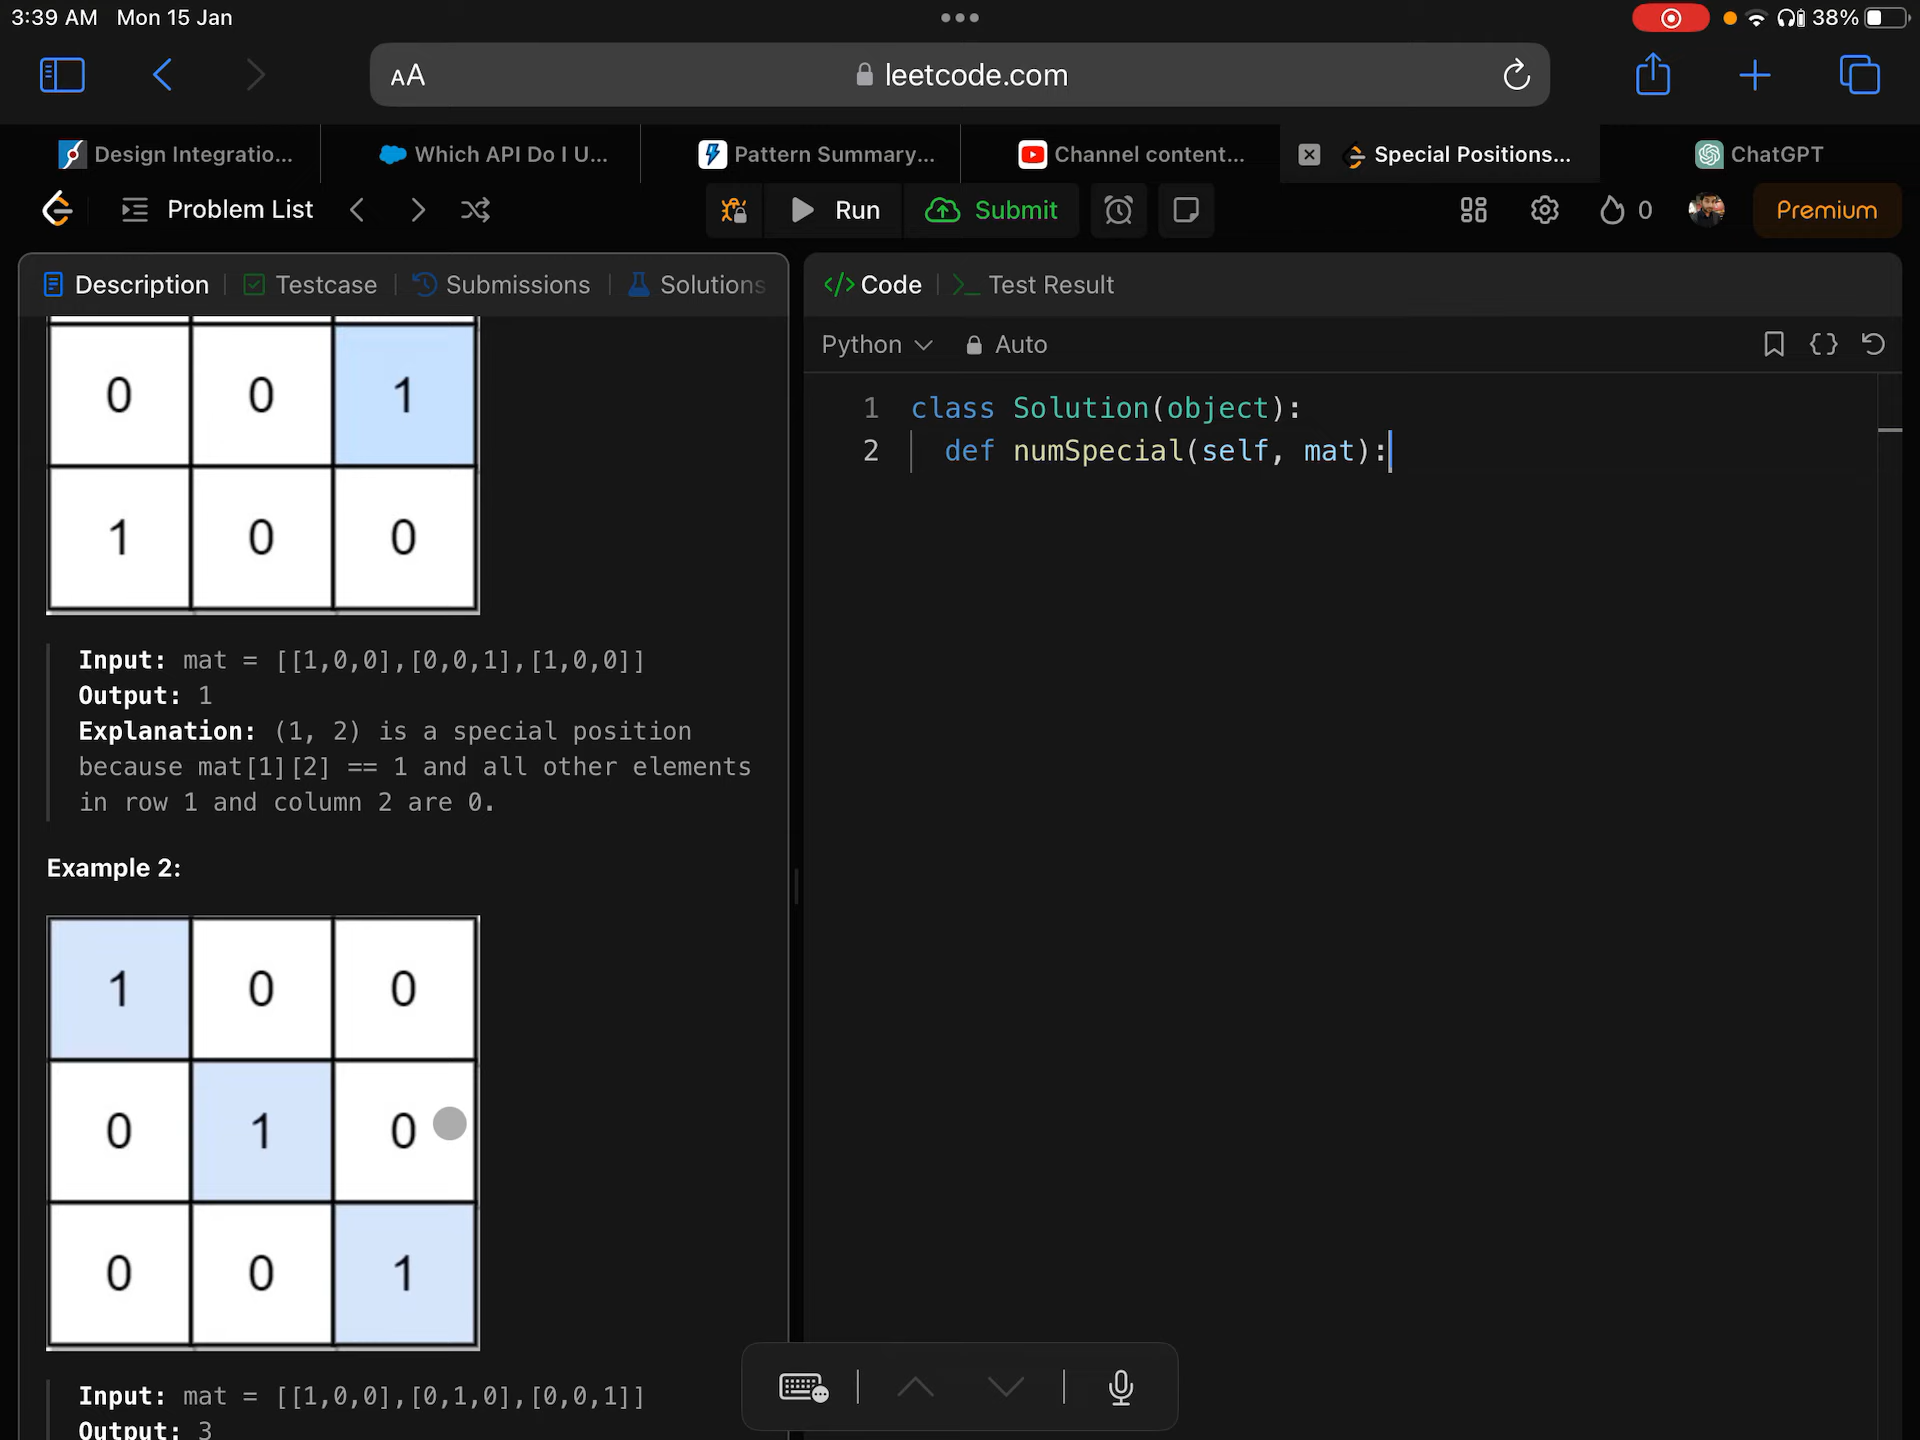 3:39 AM Mon 15 Jan
38%
AA leetcode.com
Design Integratio...
Which API Do I U...
Pattern Summary...
Channel content...
Special Positions...
ChatGPT
Problem List
Run
Submit
0
Premium
Description
Testcase
Submissions
Solutions
Code
Test Result
Python
Auto
0 0 1
1 0 0
Input: mat = [[1,0,0],[0,0,1],[1,0,0]]
Output: 1
Explanation: (1, 2) is a special position
because mat[1][2] == 1 and all other elements
in row 1 and column 2 are 0.
Example 2:
1 0 0
0 1 0
0 0 1
Input: mat = [[1,0,0],[0,1,0],[0,0,1]]
Output: 3
1 class Solution(object):
2 def numSpecial(self, mat):